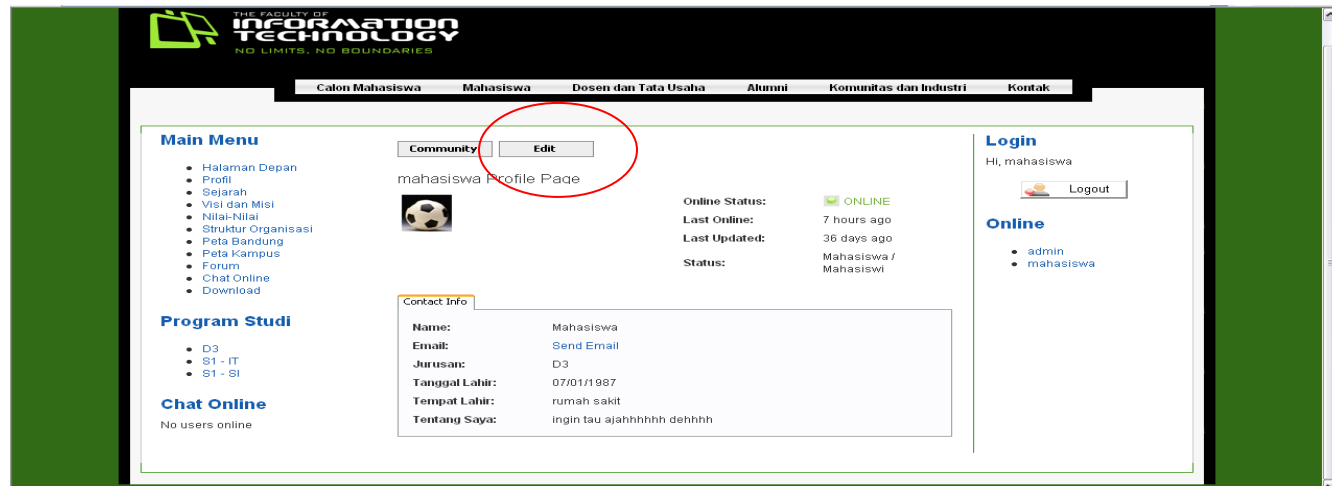 THE FACULTY OF
INFORMATION
TECHNOLOGY
NO LIMITS, NO BOUNDARIES
Calon Mahasiswa Mahasiswa Dosen dan Tata Usaha Alumni Komunitas dan Industri Kontak
Main Menu
Halaman Depan
Profil
Sejarah
Visi dan Misi
Nilai-Nilai
Struktur Organisasi
Peta Bandung
Peta Kampus
Forum
Chat Online
Download
Program Studi
D3
S1 - IT
S1 - SI
Chat Online
No users online
Community Edit
mahasiswa Profile Page
Online Status: ONLINE
Last Online: 7 hours ago
Last Updated: 36 days ago
Status: Mahasiswa /
Mahasiswi
Contact Info
Name: Mahasiswa
Email: Send Email
Jurusan: D3
Tanggal Lahir: 07/01/1987
Tempat Lahir: rumah sakit
Tentang Saya: ingin tau ajahhhhhh dehhhh
Login
Hi, mahasiswa
Logout
Online
admin
mahasiswa